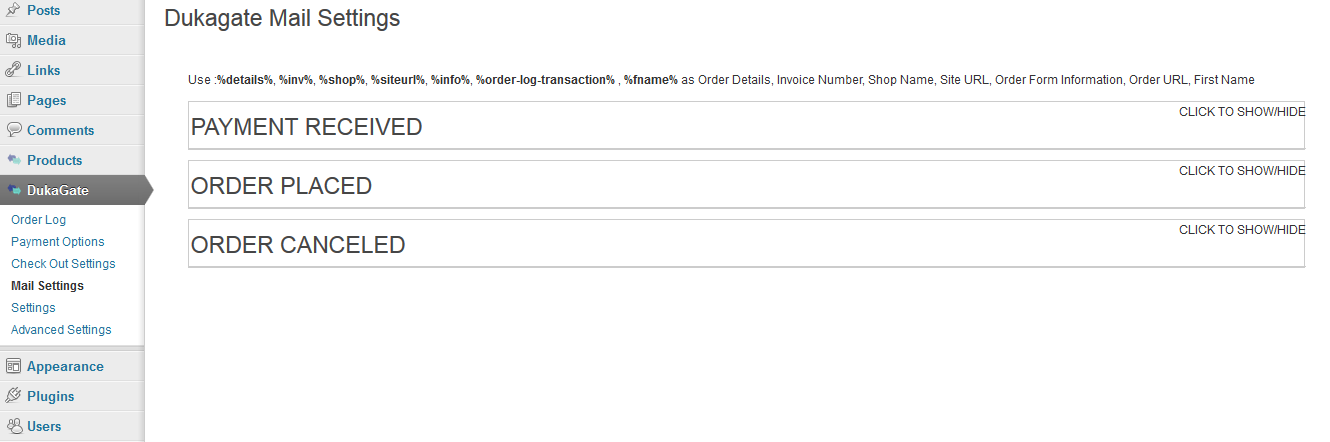 Posts
Media
Links
Pages
Comments
Products
DukaGate
Order Log
Payment Options
Check Out Settings
Mail Settings
Settings
Advanced Settings
Appearance
Plugins
Users
Dukagate Mail Settings
Use :%details%, %inv%, %shop%, %siteurl%, %info%, %order-log-transaction% , %fname% as Order Details, Invoice Number, Shop Name, Site URL, Order Form Information, Order URL, First Name
CLICK TO SHOW/HIDE
PAYMENT RECEIVED
CLICK TO SHOW/HIDE
ORDER PLACED
CLICK TO SHOW/HIDE
ORDER CANCELED